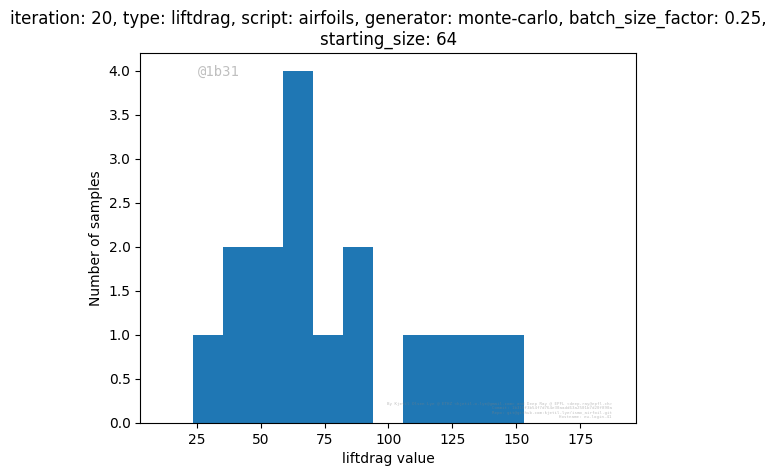 iteration: 20, type: liftdrag, script: airfoils, generator: monte-carlo, batch_size_factor: 0.25,
starting_size: 64
@1b31
4.0
3.5
3.0
2.5
2.0
1.5
1.0
0.5
0.0
Number of samples
25 50 75 100 125 150 175
liftdrag value